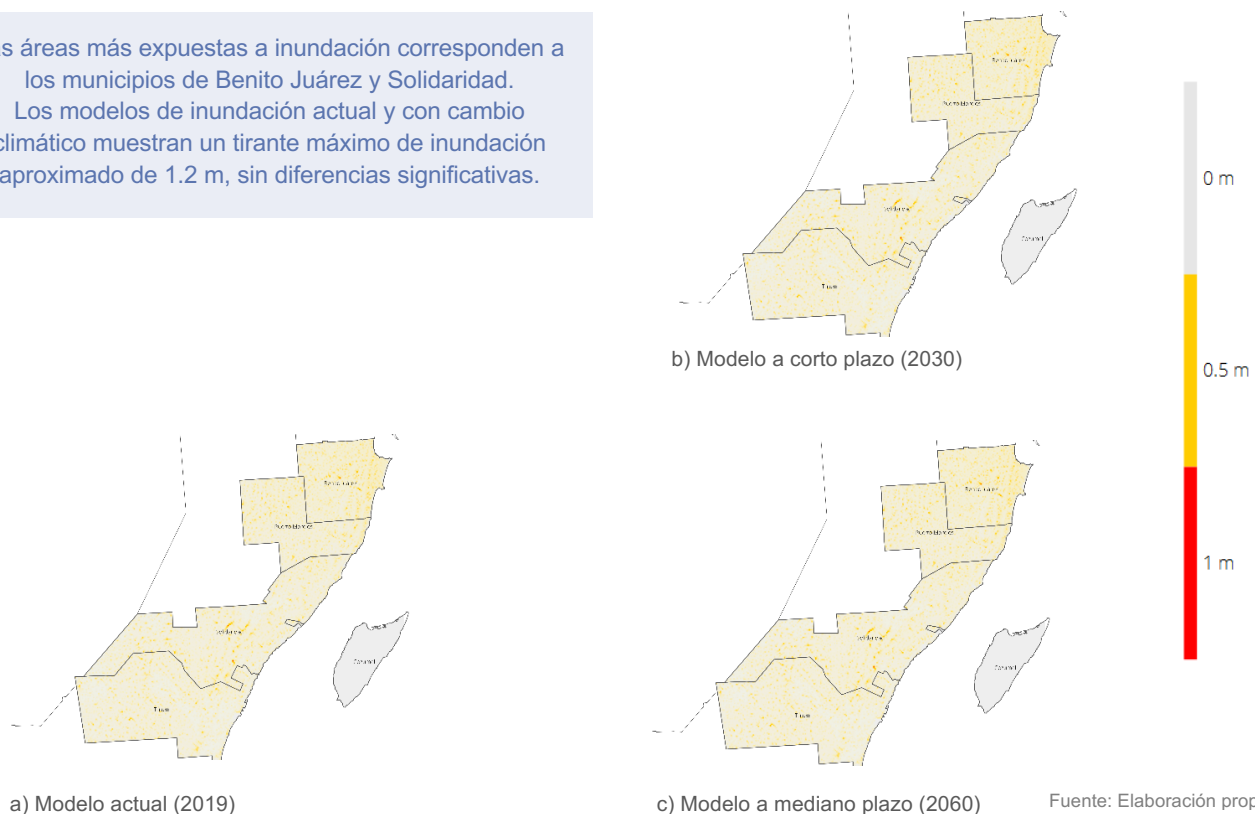 áreas más expuestas a inundación corresponden a
los municipios de Benito Juárez y Solidaridad.
Los modelos de inundación actual y con cambio
climático muestran un tirante máximo de inundación
aproximado de 1.2 m, sin diferencias significativas.
0 m
0.5 m
1 m
b) Modelo a corto plazo (2030)
a) Modelo actual (2019)
c) Modelo a mediano plazo (2060)
Fuente: Elaboración